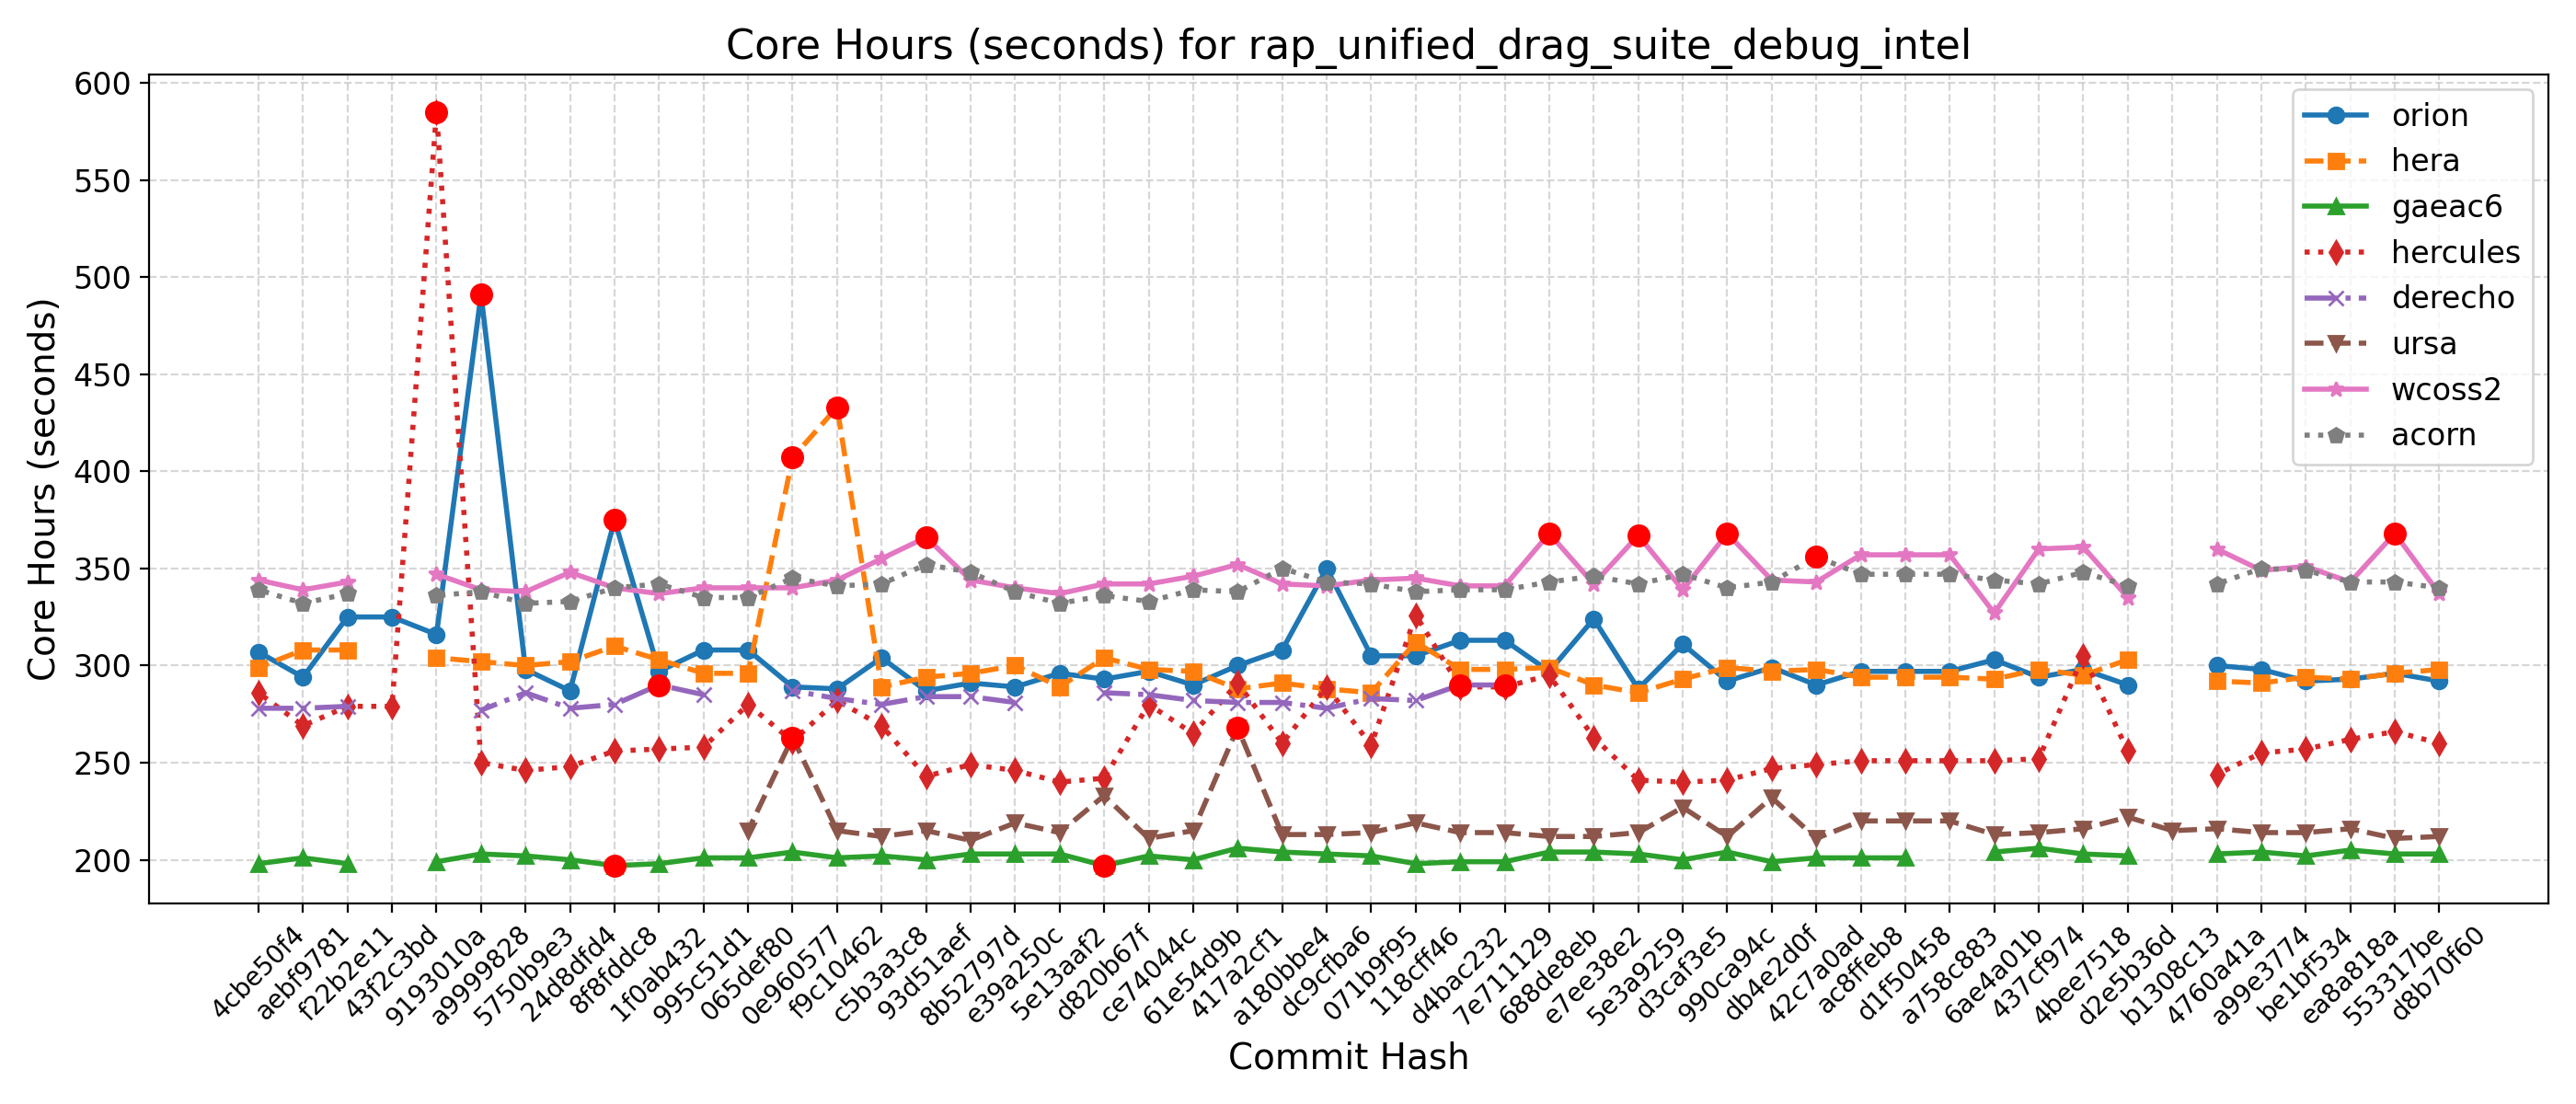 Core Hours (seconds) for rap_unified_drag_suite_debug_intel
Core Hours (seconds)
600
550
500
450
400
350
300
250
200
orion
hera
gaeac6
hercules
derecho
ursa
wcoss2
acorn
4cbe50f4
aebf9781
f22b2e11
43f2c3bd
9193010a
a9999828
5750b9e3
24d8dfd4
8f8fddc8
1f0ab432
995c51d1
065def80
0e960577
f9c10462
c5b3a3c8
93d51aef
8b52797d
e39a250c
5e13aaf2
d820b67f
ce74044c
61e54d9b
417a2cf1
a180bbe4
dc9cfba6
071b9f95
118cff46
d4bac232
7e711129
688de8eb
e7ee38e2
5e3a9259
d3caf3e5
990ca94c
db4e2d0f
42c7a0ad
ac8ffeb8
d1f50458
a758c883
6ae4a01b
437cf974
4bee7518
d2e5b36d
b1308c13
4760a41a
a99e3774
be1bf534
ea8a818a
553317be
d8b70f60
Commit Hash